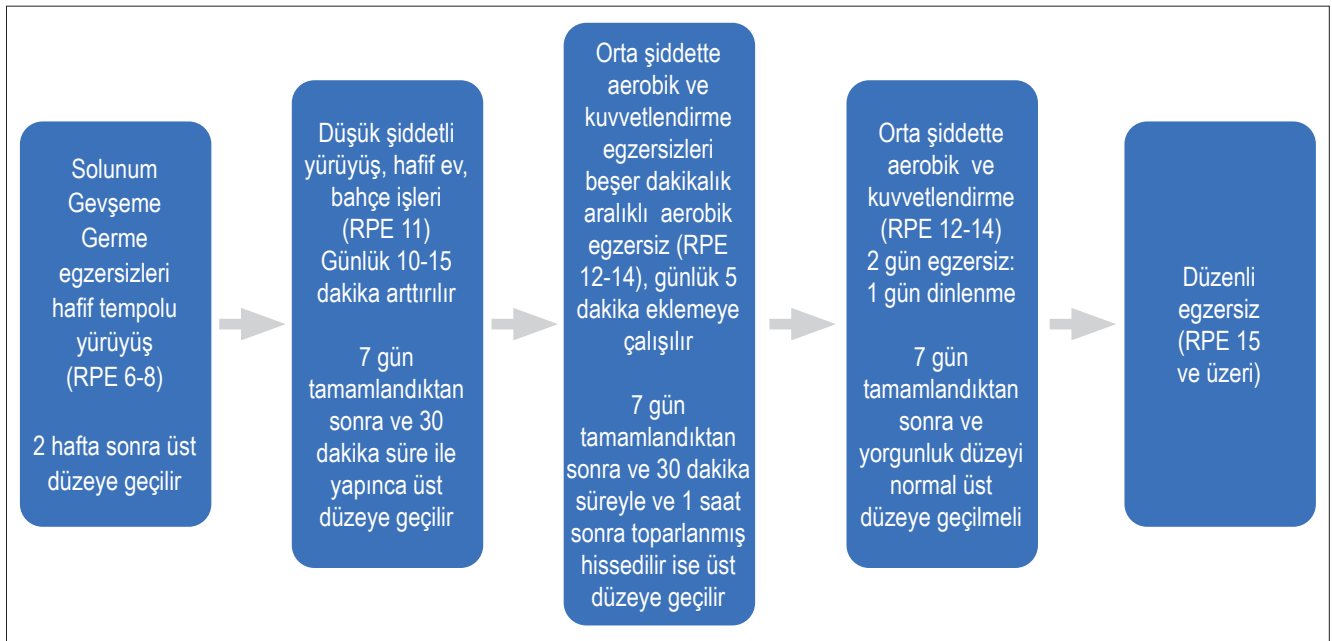 Solunum
Gevşeme
Germe
egzersizleri
hafif tempolu
yürüyüş
(RPE 6-8)
2 hafta sonra üst
düzeye geçilir
Düşük şiddetli
yürüyüş, hafif ev,
bahçe işleri
(RPE 11)
Günlük 10-15
dakika arttırılır
7 gün
tamamlandıktan
sonra ve 30
dakika süre ile
yapınca üst
düzeye geçilir
Orta şiddette
aerobik ve
kuvvetlendirme
egzersizleri
beşer dakikalık
aralıklı aerobik
egzersiz (RPE
12-14), günlük 5
dakika eklemeye
çalışılır
7 gün
tamamlandıktan
sonra ve 30 dakika
süreyle ve 1 saat
sonra toparlanmış
hissedilir ise üst
düzeye geçilir
Orta şiddette
aerobik ve
kuvvetlendirme
(RPE 12-14)
2 gün egzersiz:
1 gün dinlenme
7 gün
tamamlandıktan
sonra ve
yorgunluk düzeyi
normal üst
düzeye geçilmeli
Düzenli
egzersiz
(RPE 15
ve üzeri)